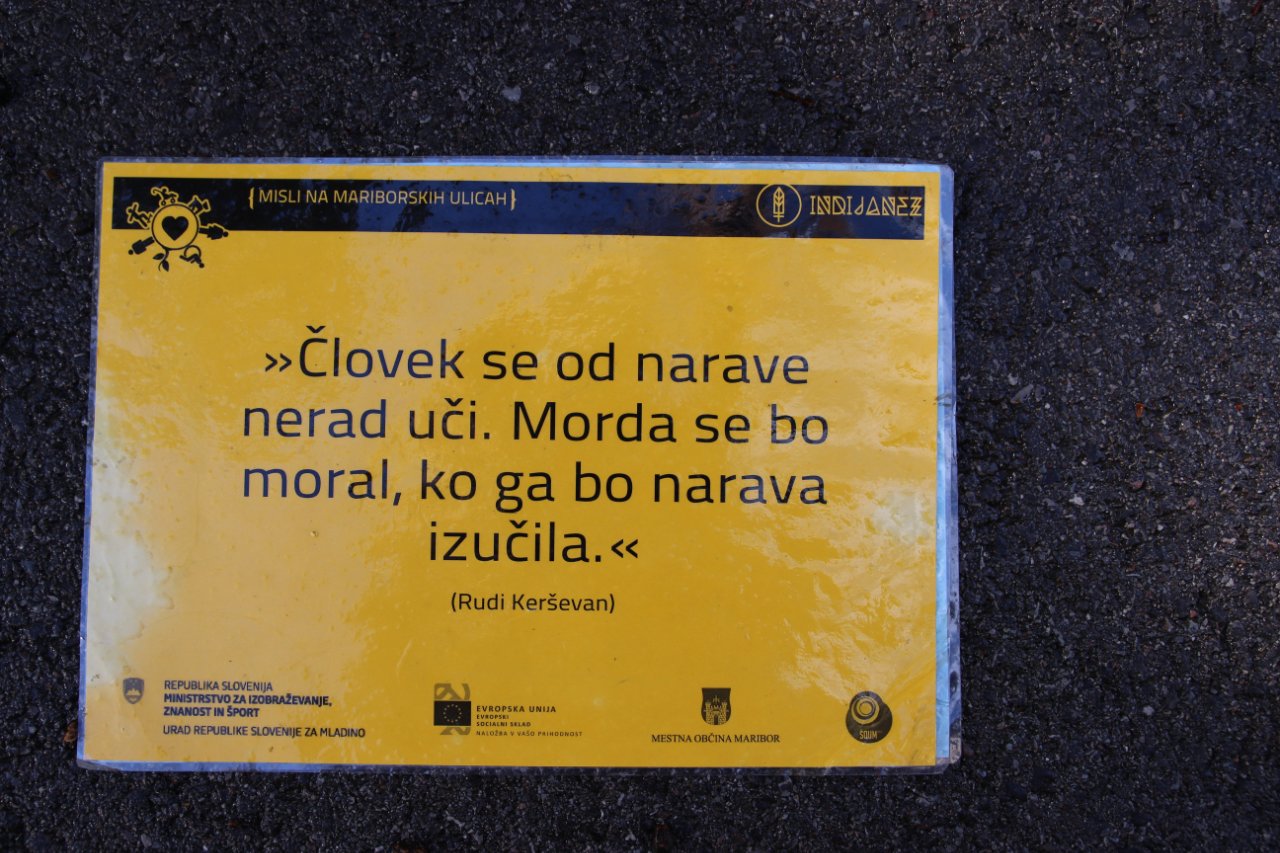 {MISLI NA MARIBORSKIH ULICAH}
INDIJANEZ
»Človek se od narave
nerad uči. Morda se bo
moral, ko ga bo narava
izučila.«
(Rudi Kerševan)
REPUBLIKA SLOVENIJA
MINISTRSTVO ZA IZOBRAŽEVANJE,
ZNANOST IN ŠPORT
URAD REPUBLIKE SLOVENIJE ZA MLADINO
EVROPSKA UNIJA
EVROPSKI
SOCIALNI SKLAD
NALOŽBA V VAŠO PRIHODNOST
MESTNA OBČINA MARIBOR
SQUM